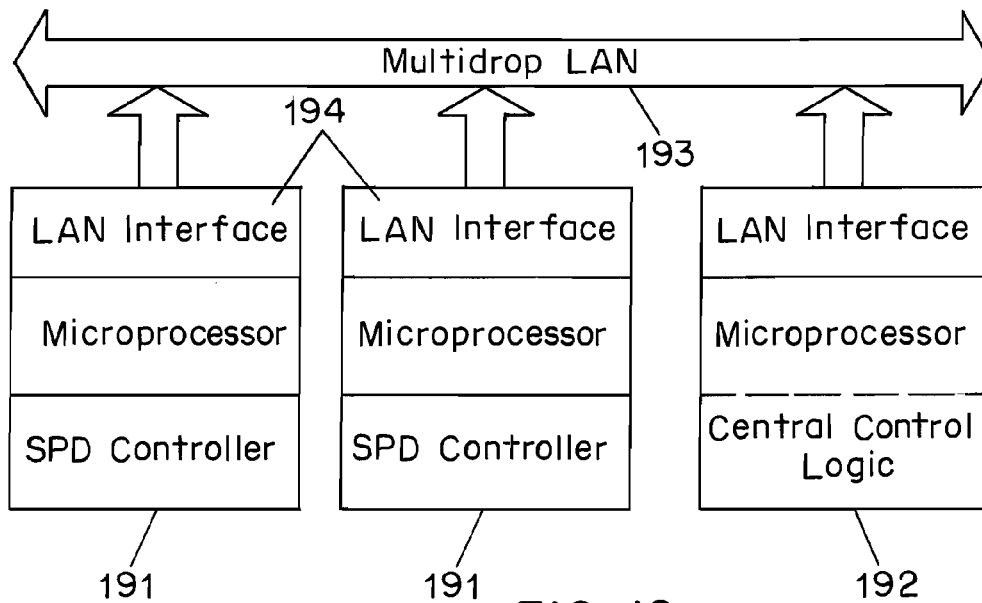 Multidrop LAN
194
193
LAN Interface
LAN Interface
LAN Interface
Microprocessor
Microprocessor
Microprocessor
SPD Controller
SPD Controller
Central Control
Logic
191
191
192